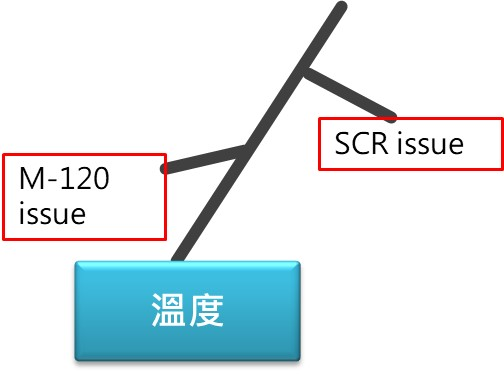 SCR issue
M-120
issue
溫度